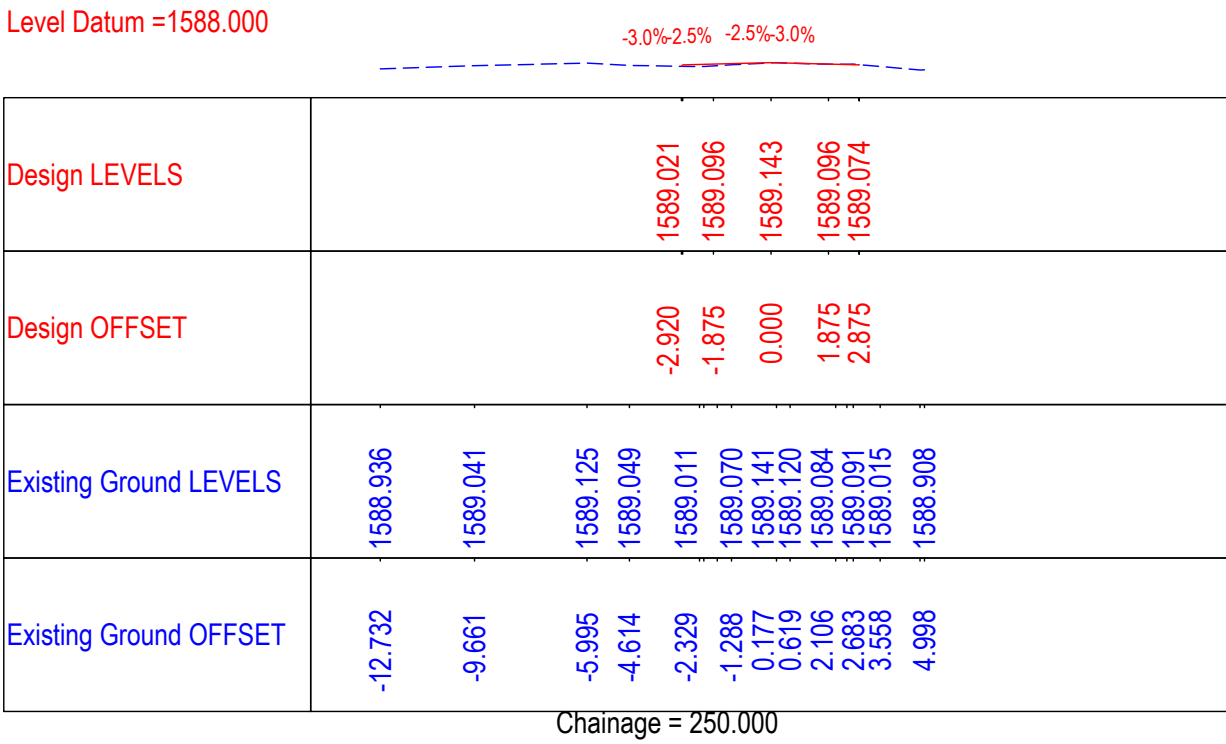 Level Datum =1588.000
-3.0%-2.5% -2.5%-3.0%
Design LEVELS 1589.021 1589.096 1589.143 1589.096 1589.074
Design OFFSET -2.920 -1.875 0.000 1.875 2.875
Existing Ground LEVELS 1588.936 1589.041 1589.125 1589.049 1589.011 1589.070 1589.141 1589.120 1589.084 1589.091 1589.015 1588.908
Existing Ground OFFSET -12.732 -9.661 -5.995 -4.614 -2.329 -1.288 0.177 0.619 2.106 2.683 3.558 4.998
Chainage = 250.000